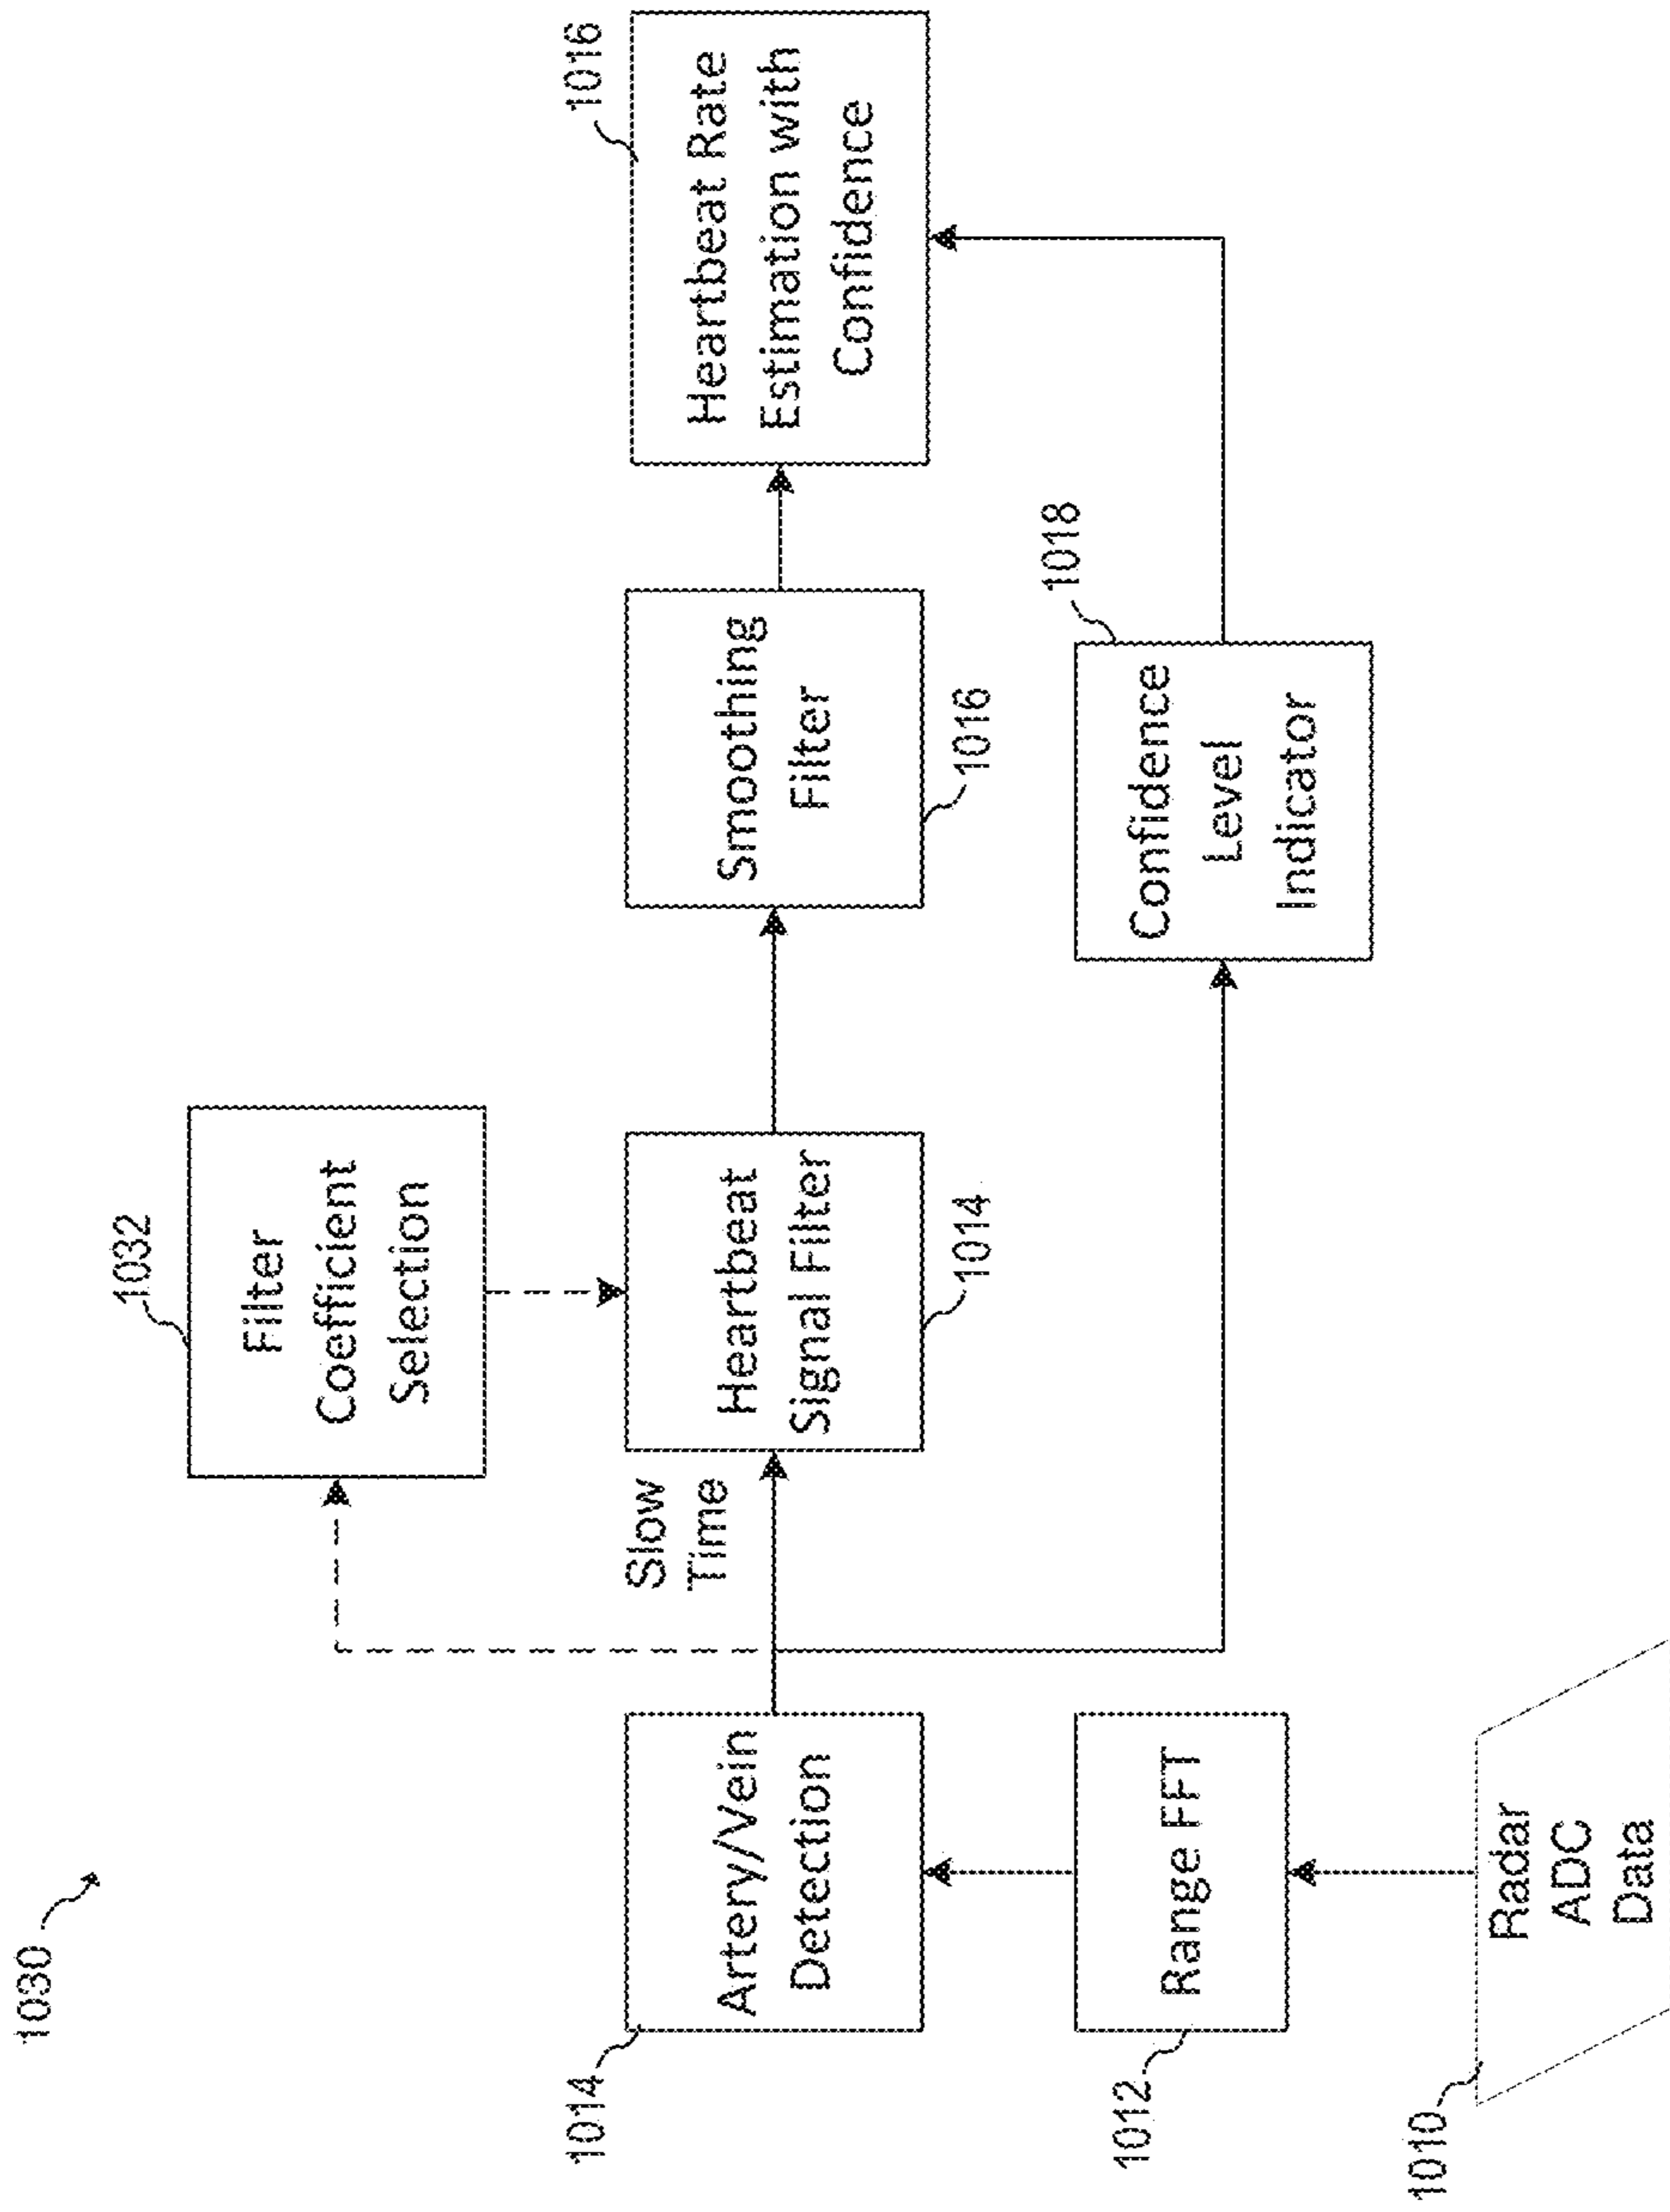 1030
1032
Filter
Coefficient
Selection
1014
Artery/Vein
Detection
Slow
Time
Heartbeat
Signal Filter
1014
Smoothing
Filter
1016
1016
Heartbeat Rate
Estimation with
Confidence
1012
Range FFT
1018
Confidence
Level
Indicator
1010
Radar
ADC
Data